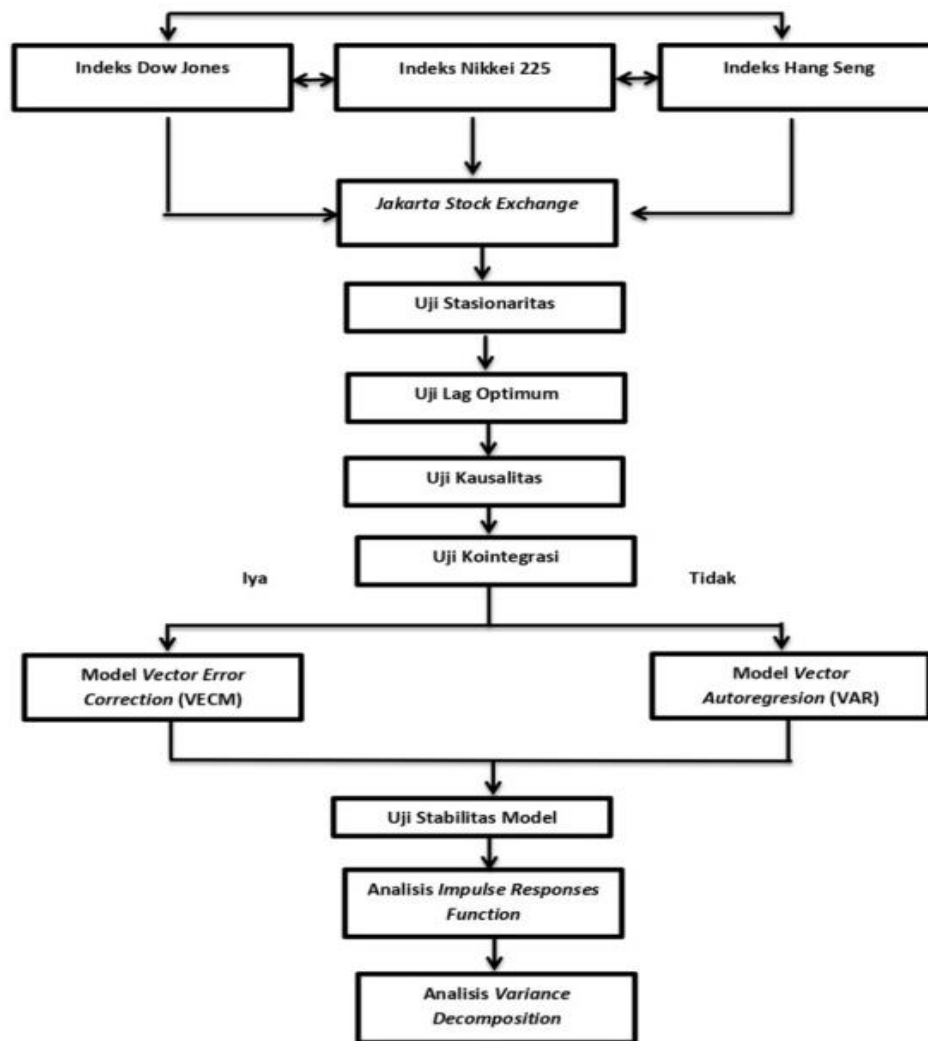 Indeks Dow Jones
Indeks Nikkei 225
Indeks Hang Seng
Jakarta Stock Exchange
Uji Stasionaritas
Uji Lag Optimum
Uji Kausalitas
Uji Kointegrasi
Iya
Tidak
Model Vector Error
Correction (VECM)
Model Vector
Autoregresion (VAR)
Uji Stabilitas Model
Analisis Impulse Responses
Function
Analisis Variance
Decomposition